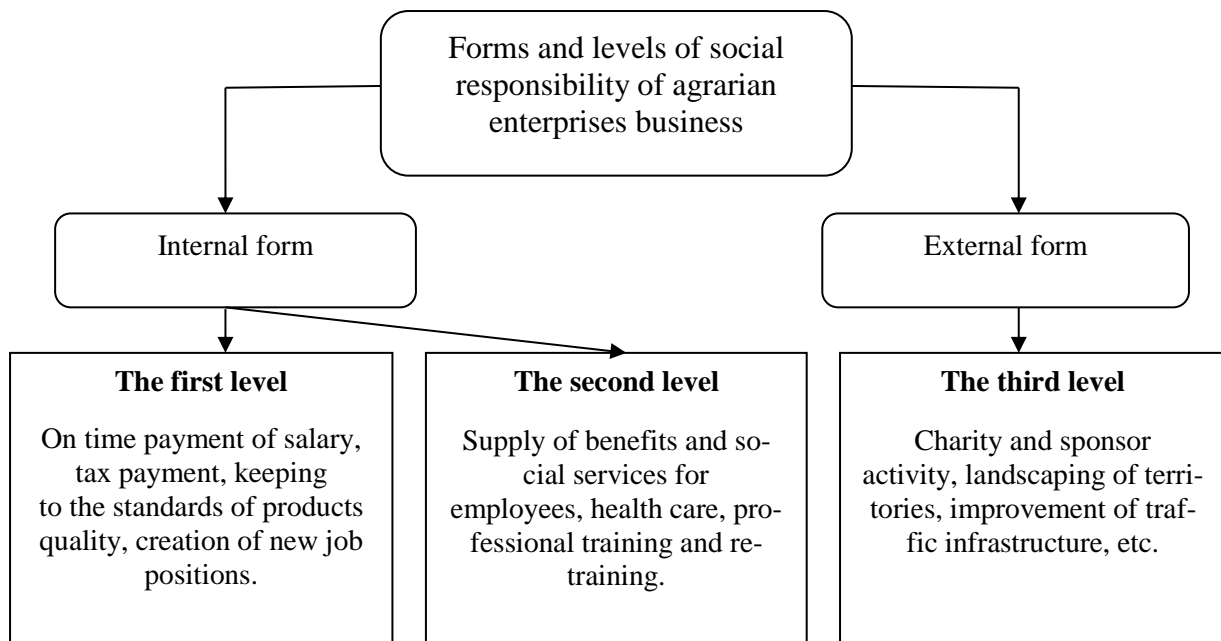 Forms and levels of social
responsibility of agrarian
enterprises business
Internal form
External form
The first level
On time payment of salary,
tax payment, keeping
to the standards of products
quality, creation of new job
positions.
The second level
Supply of benefits and so-
cial services for
employees, health care, pro-
fessional training and re-
training.
The third level
Charity and sponsor
activity, landscaping of terri-
tories, improvement of traf-
fic infrastructure, etc.